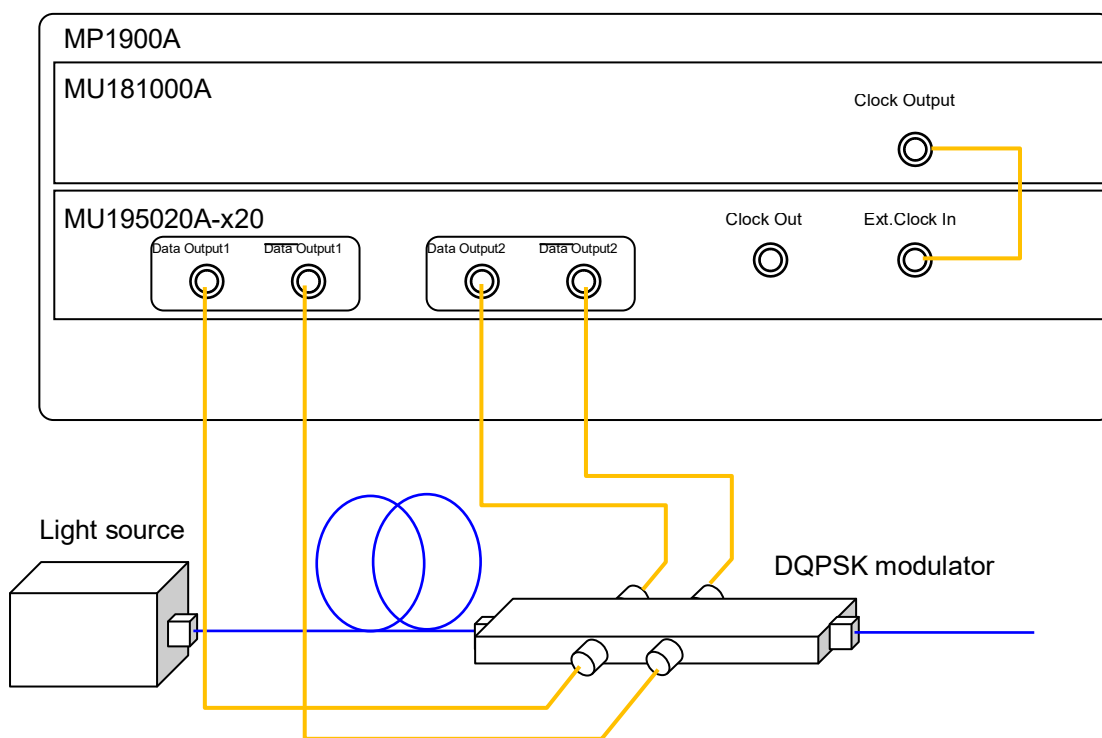 MP1900A
MU181000A
Clock Output
MU195020A-x20
Clock Out
Ext.Clock In
Data Output1
Data Output1
Data Output2
Data Output2
Light source
DQPSK modulator